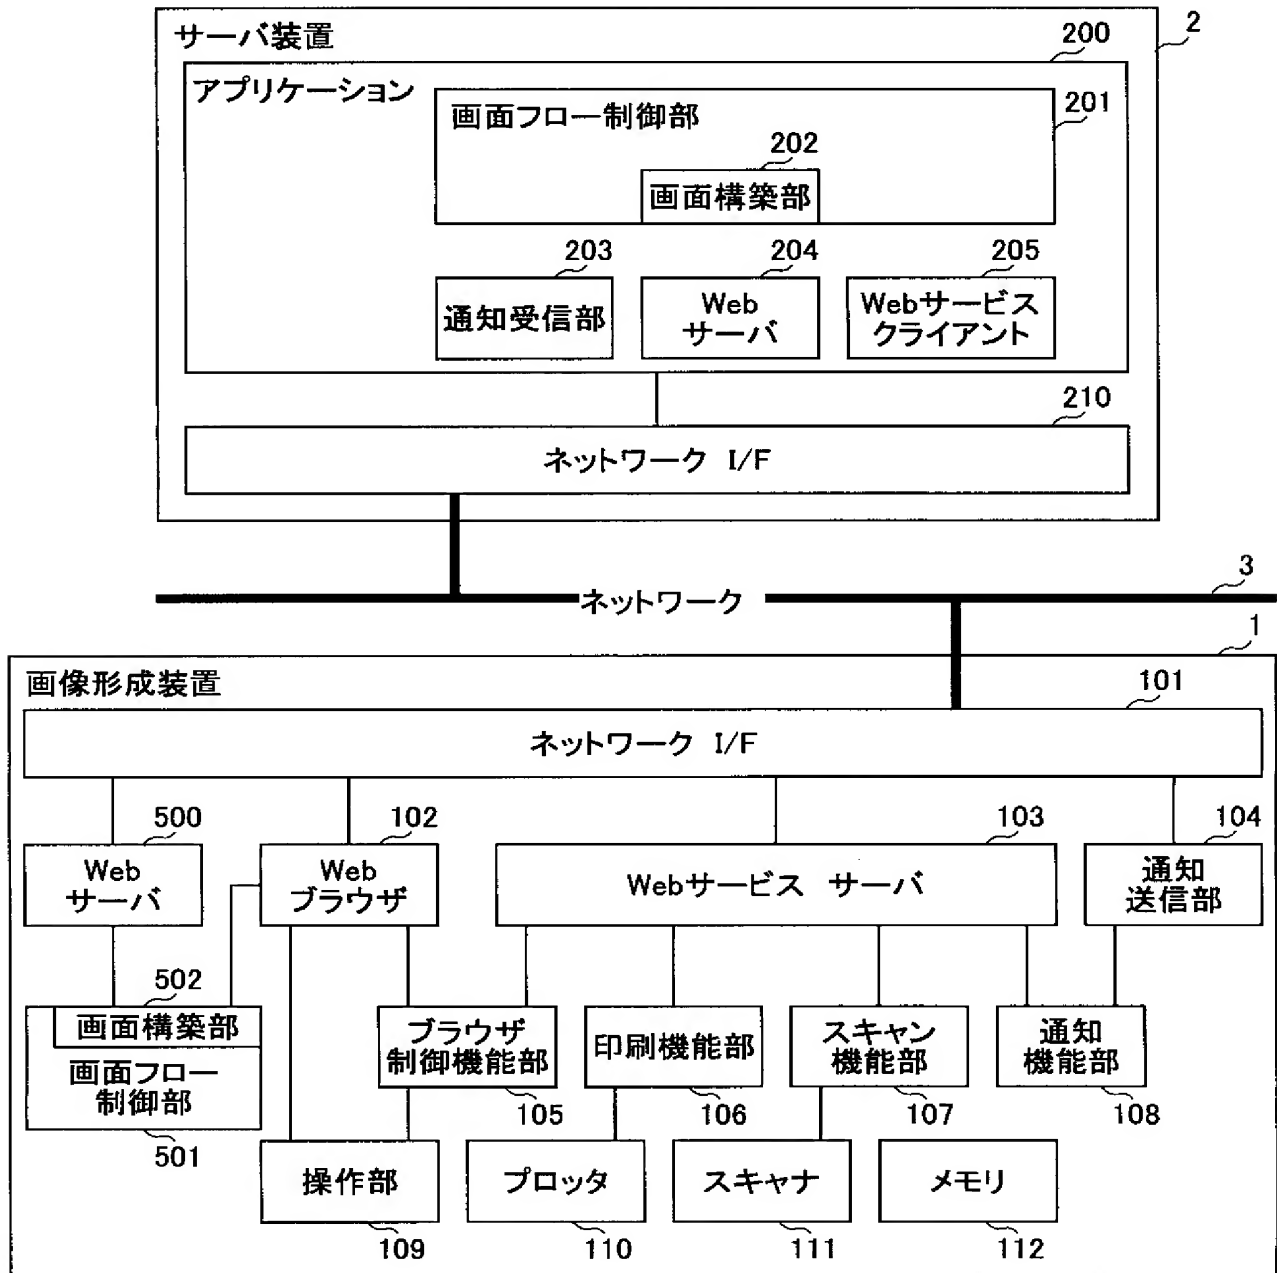 2
サーバ装置
200
アプリケーション
画面フロー制御部
201
202
画面構築部
203
204
205
通知受信部
Web
サーバ
Webサービス
クライアント
210
ネットワーク I/F
3
ネットワーク
1
画像形成装置
101
ネットワーク I/F
500
102
103
104
Web
サーバ
Web
ブラウザ
Webサービス サーバ
通知
送信部
502
画面構築部
画面フロー
制御部
501
ブラウザ
制御機能部
105
印刷機能部
106
スキャン
機能部
107
通知
機能部
108
操作部
109
プロッタ
110
スキャナ
111
メモリ
112